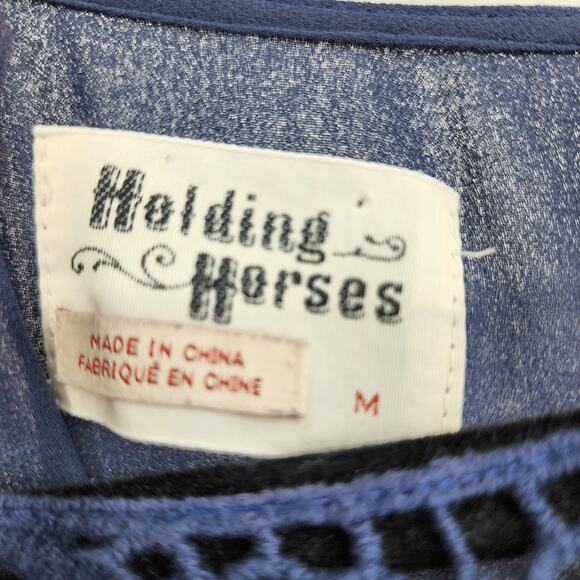 Holding
Horses
MADE IN CHINA
FABRIQUÉ EN CHINE
M